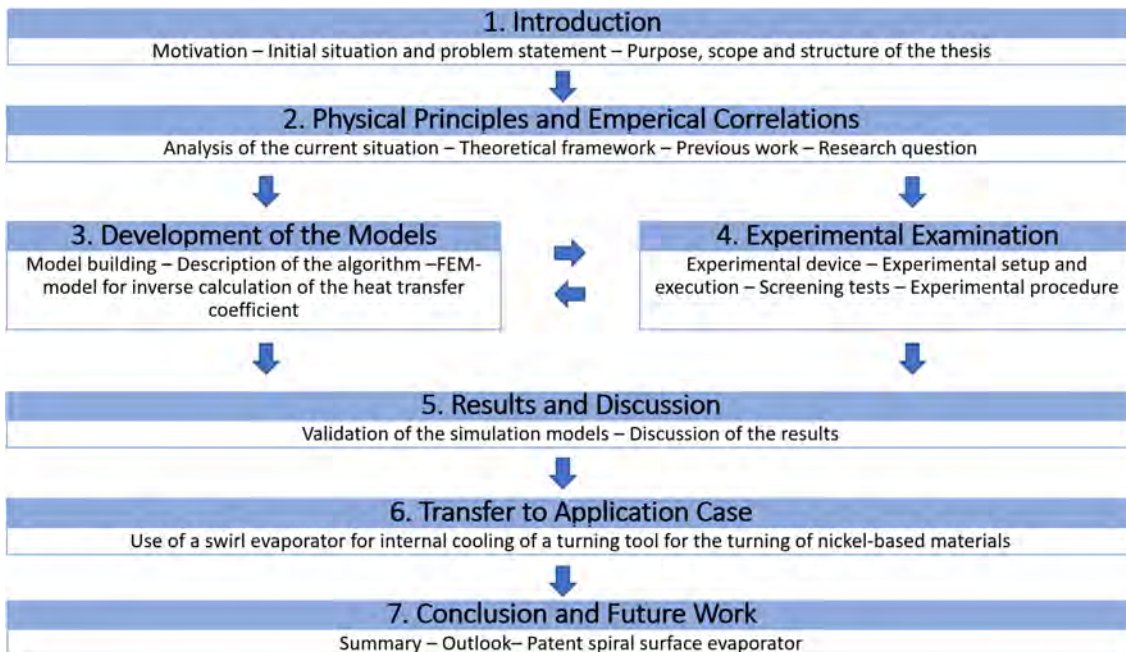 1. Introduction
Motivation – Initial situation and problem statement – Purpose, scope and structure of the thesis
2. Physical Principles and Emperical Correlations
Analysis of the current situation – Theoretical framework – Previous work – Research question
3. Development of the Models
Model building – Description of the algorithm –FEM-
model for inverse calculation of the heat transfer
coefficient
4. Experimental Examination
Experimental device – Experimental setup and
execution – Screening tests – Experimental procedure
5. Results and Discussion
Validation of the simulation models – Discussion of the results
6. Transfer to Application Case
Use of a swirl evaporator for internal cooling of a turning tool for the turning of nickel-based materials
7. Conclusion and Future Work
Summary – Outlook– Patent spiral surface evaporator